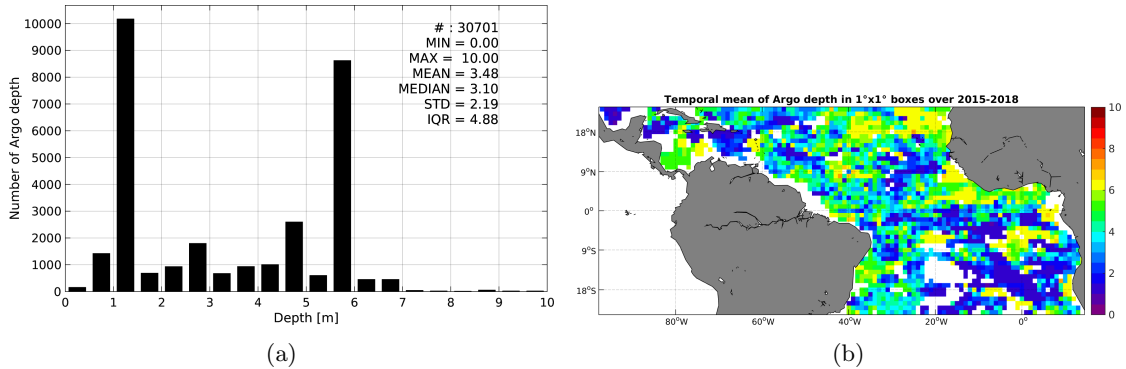 10000
9000
8000
7000
6000
5000
4000
3000
2000
1000
0
Number of Argo depth
# : 30701
MIN = 0.00
MAX = 10.00
MEAN = 3.48
MEDIAN = 3.10
STD = 2.19
IQR = 4.88
0 1 2 3 4 5 6 7 8 9 10
Depth [m]
(a)
Temporal mean of Argo depth in 1°x1° boxes over 2015-2018
18°N
9°N
0°
9°S
18°S
80°W 60°W 40°W 20°W 0°
10
8
6
4
2
0
(b)